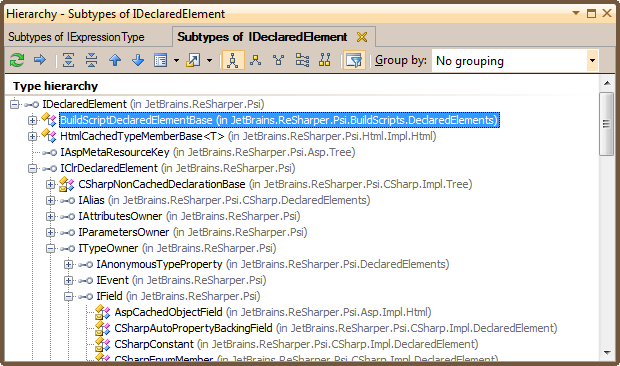 Hierarchy - Subtypes of IDeclaredElement
Subtypes of IExpressionType Subtypes of IDeclaredElement
Group by: No grouping
Type hierarchy
IDeclaredElement (in JetBrains.ReSharper.Psi)
BuildScriptDeclaredElementBase (in JetBrains.ReSharper.Psi.BuildScripts.DeclaredElements)
HtmlCachedTypeMemberBase<T> (in JetBrains.ReSharper.Psi.Html.Impl.Html)
IAspMetaResourceKey (in JetBrains.ReSharper.Psi.Asp.Tree)
IClrDeclaredElement (in JetBrains.ReSharper.Psi)
CSharpNonCachedDeclarationBase (in JetBrains.ReSharper.Psi.CSharp.Impl.Tree)
IAlias (in JetBrains.ReSharper.Psi.CSharp.DeclaredElements)
IAttributesOwner (in JetBrains.ReSharper.Psi)
IParametersOwner (in JetBrains.ReSharper.Psi)
ITypeOwner (in JetBrains.ReSharper.Psi)
IAnonymousTypeProperty (in JetBrains.ReSharper.Psi.DeclaredElements)
IEvent (in JetBrains.ReSharper.Psi)
IField (in JetBrains.ReSharper.Psi)
AspCachedObjectField (in JetBrains.ReSharper.Psi.Asp.Impl.Html)
CSharpAutoPropertyBackingField (in JetBrains.ReSharper.Psi.CSharp.Impl.DeclaredElement)
CSharpConstant (in JetBrains.ReSharper.Psi.CSharp.Impl.DeclaredElement)
CSharpEnumMember (in JetBrains.ReSharper.Psi.CSharp.Impl.DeclaredElement)